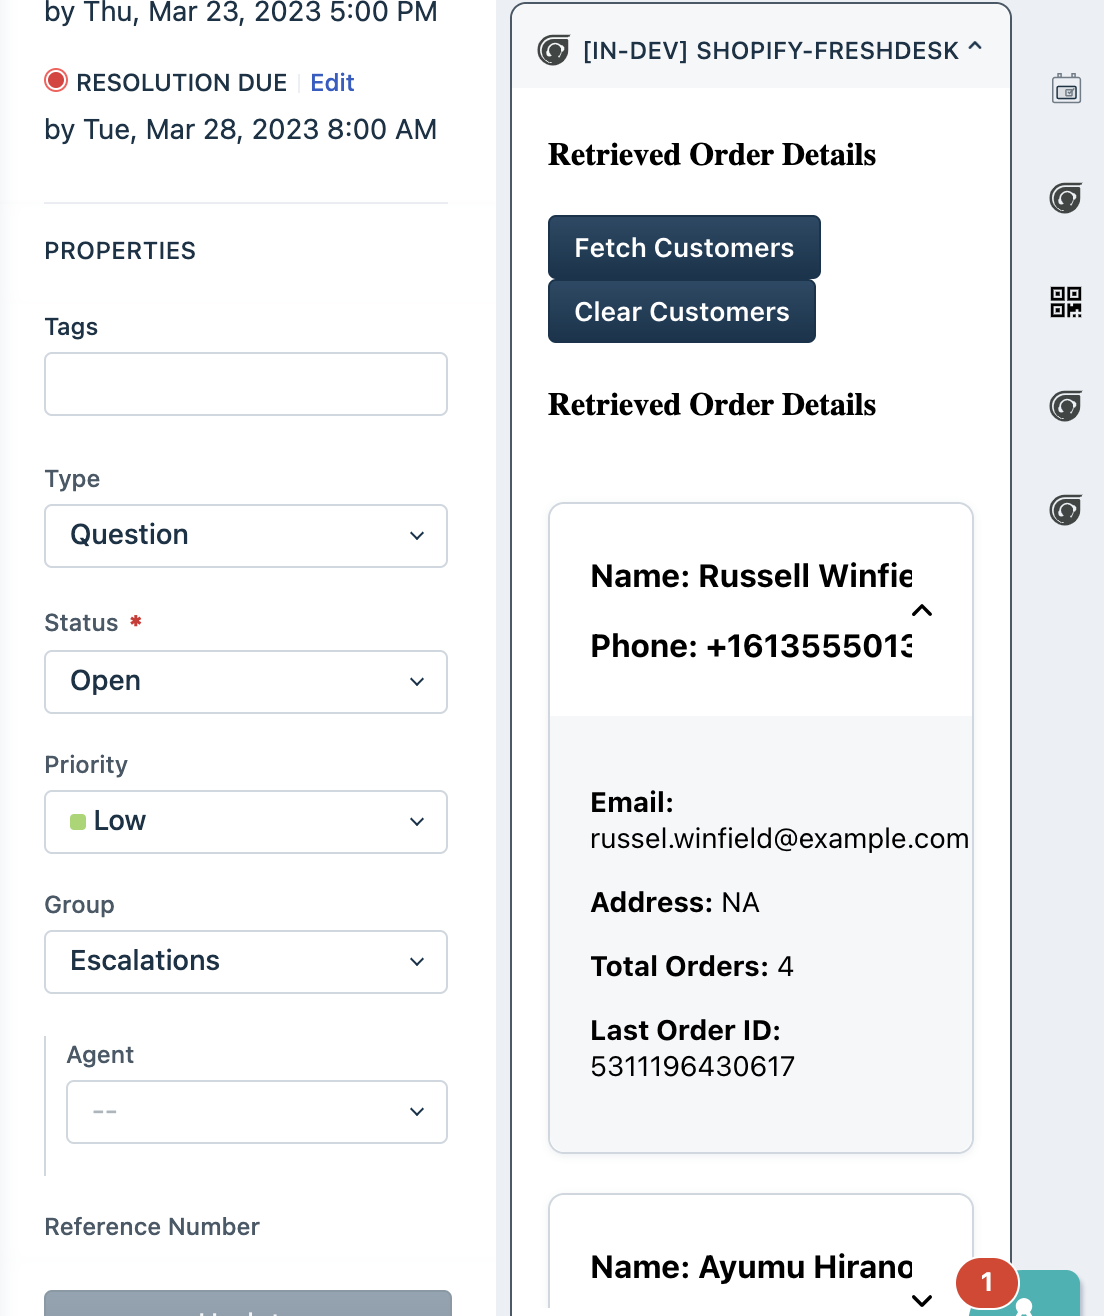 by Thu, Mar 23, 2023 5:00 PM
RESOLUTION DUE Edit
by Tue, Mar 28, 2023 8:00 AM
PROPERTIES
Tags
Type
Question
Status *
Open
Priority
Low
Group
Escalations
Agent
--
Reference Number
[IN-DEV] SHOPIFY-FRESHDESK
Retrieved Order Details
Fetch Customers
Clear Customers
Retrieved Order Details
Name: Russell Winfie
Phone: +161355501
Email:
russel.winfield@example.com
Address: NA
Total Orders: 4
Last Order ID:
5311196430617
Name: Ayumu Hirano
1